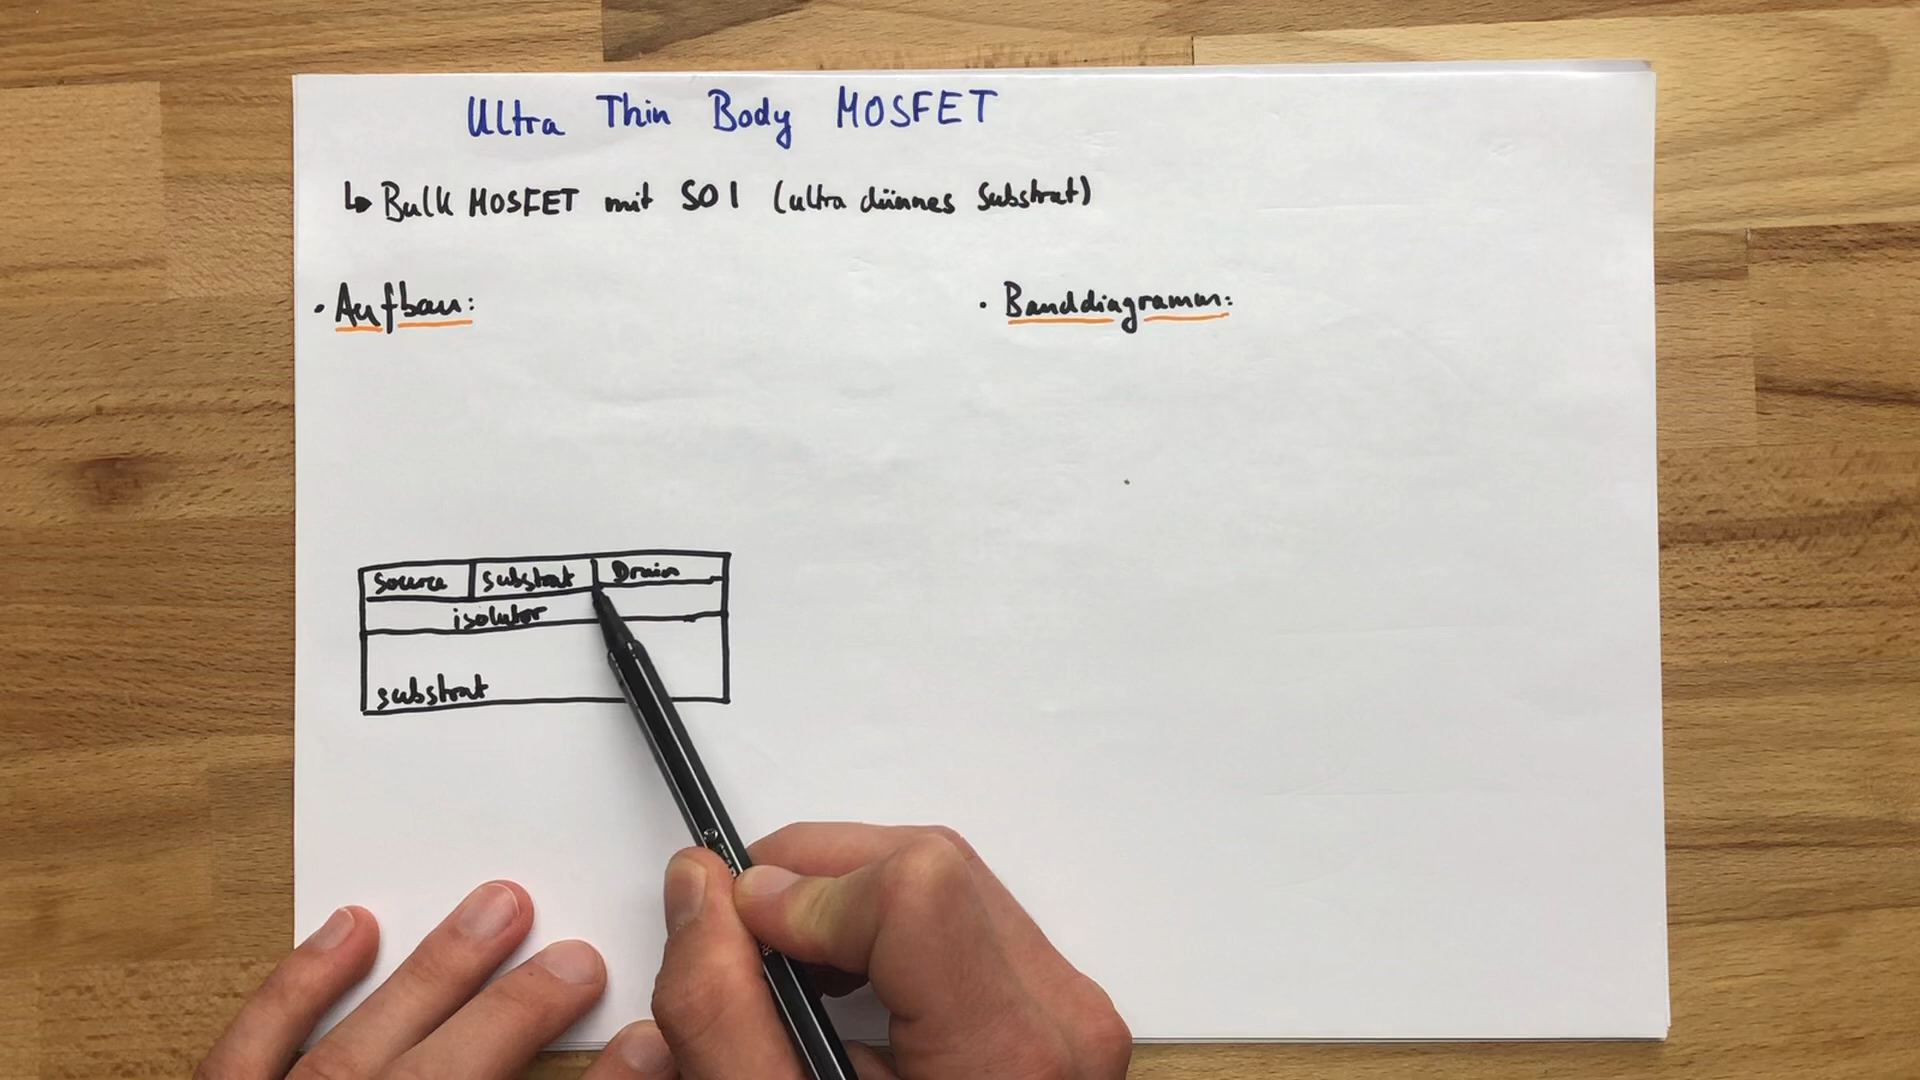 Ultra Thin Body MOSFET
↳ Bulk MOSFET mit SOI (ultra dünnes Substrat)
· Aufbau:
· Banddiagramm:
Source substrat Drain
isolator
substrat